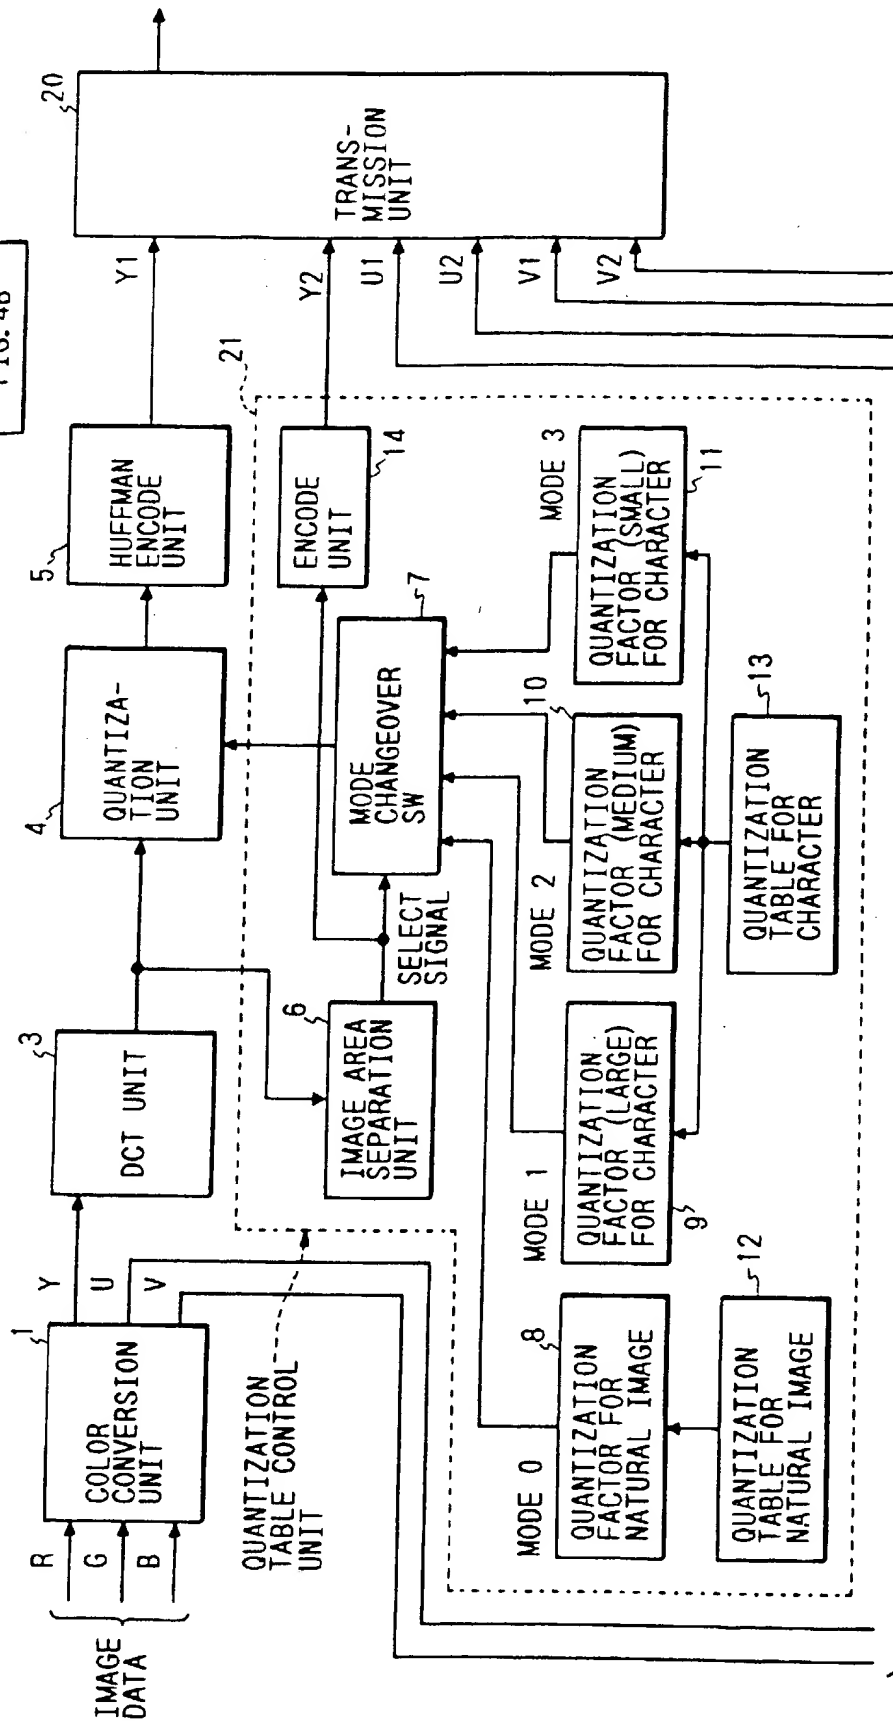 FIG. 4B
IMAGE
DATA
R
G
B
1
COLOR
CONVERSION
UNIT
Y
U
V
3
DCT UNIT
4
QUANTIZA-
TION
UNIT
5
HUFFMAN
ENCODE
UNIT
Y1
20
TRANS-
MISSION
UNIT
Y2
U1
U2
V1
V2
21
QUANTIZATION
TABLE CONTROL
UNIT
6
IMAGE AREA
SEPARATION
UNIT
SELECT
SIGNAL
7
MODE
CHANGEOVER
SW
ENCODE
UNIT
14
MODE 0
8
QUANTIZATION
FACTOR FOR
NATURAL IMAGE
MODE 1
QUANTIZATION
FACTOR (LARGE)
FOR CHARACTER
9
MODE 2
10
QUANTIZATION
FACTOR (MEDIUM)
FOR CHARACTER
MODE 3
QUANTIZATION
FACTOR (SMALL)
FOR CHARACTER
11
12
QUANTIZATION
TABLE FOR
NATURAL IMAGE
13
QUANTIZATION
TABLE FOR
CHARACTER